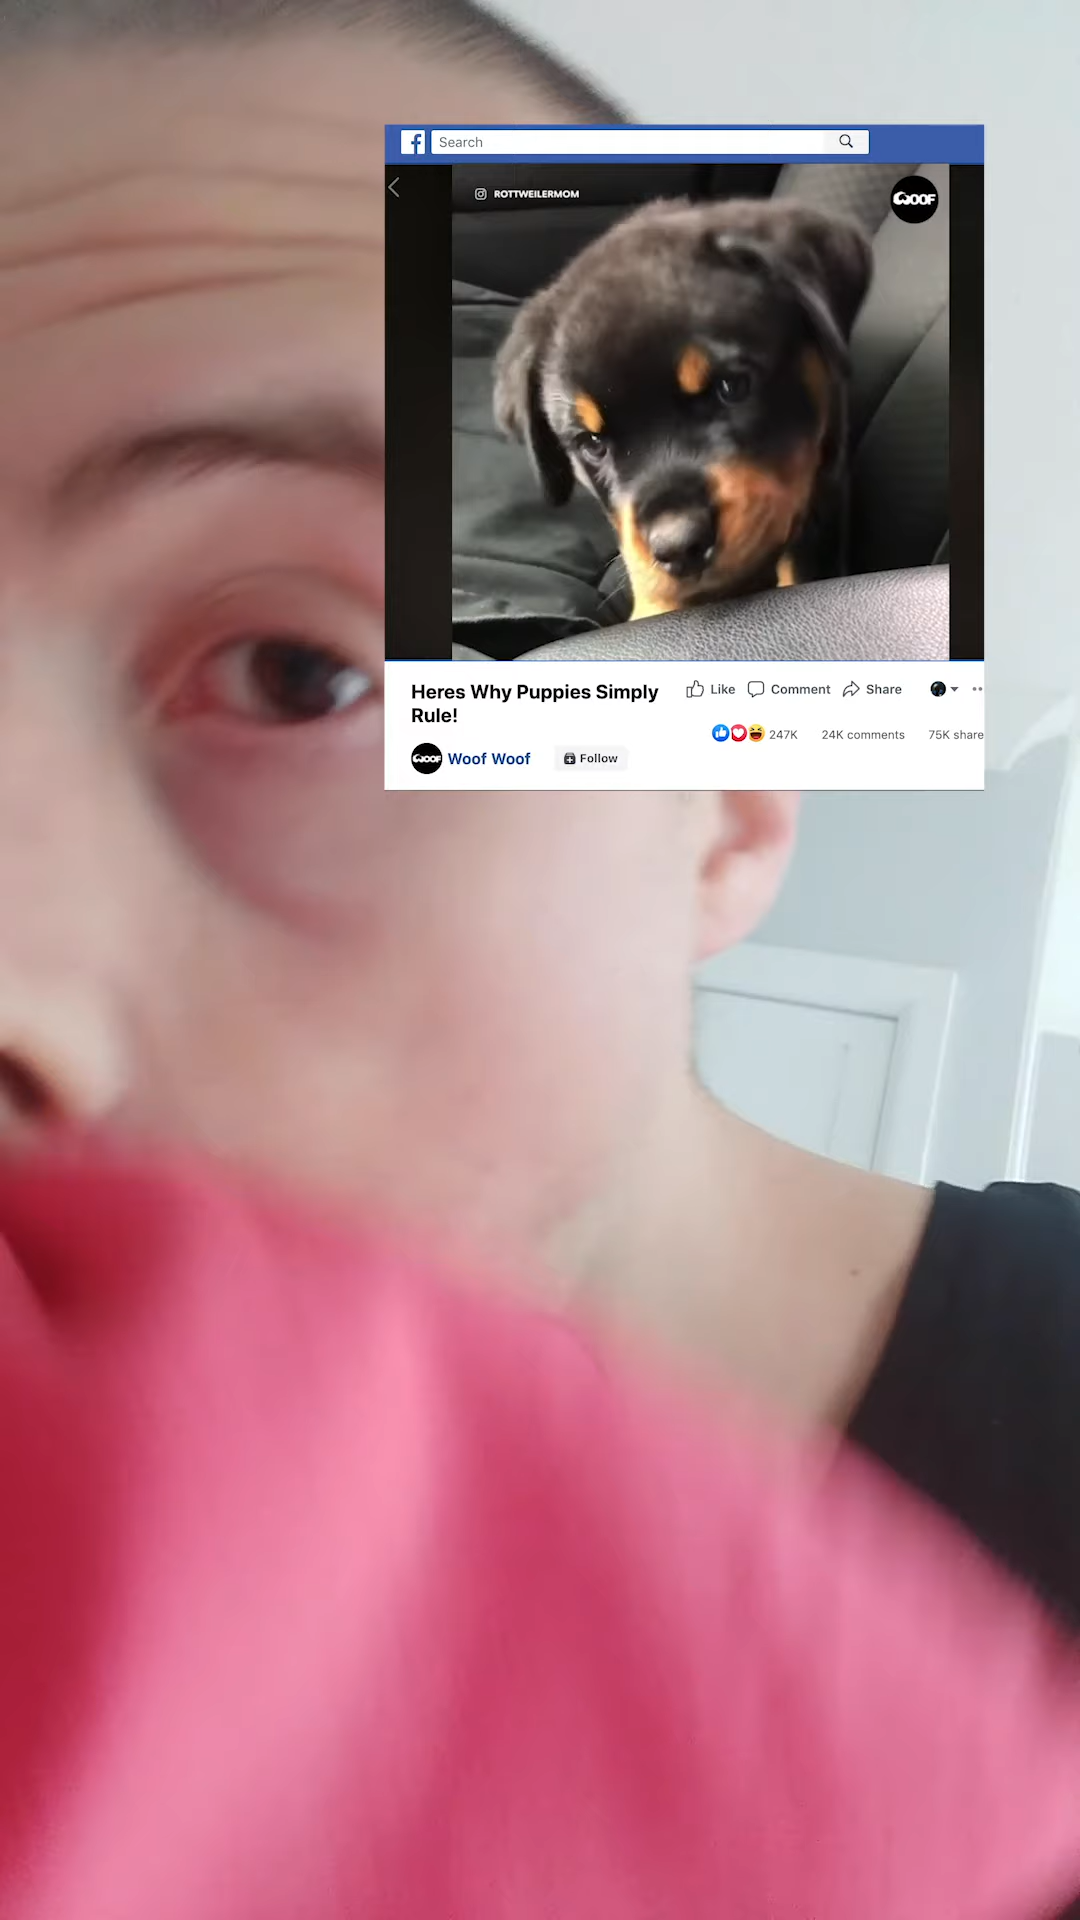 Search
ROTTWEILERMOM
WOOF
Heres Why Puppies Simply
Rule!
Like
Comment
Share
247K
24K comments
75K share
WOOF
Woof Woof
Follow